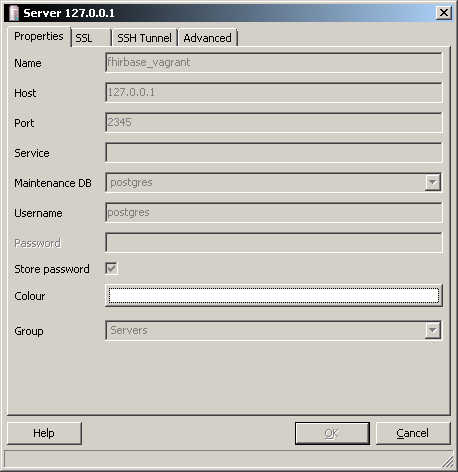 Server 127.0.0.1
Properties SSL SSH Tunnel Advanced
Name fhirbase_vagrant
Host 127.0.0.1
Port 2345
Service
Maintenance DB postgres
Username postgres
Password
Store password
Colour
Group Servers
Help OK Cancel